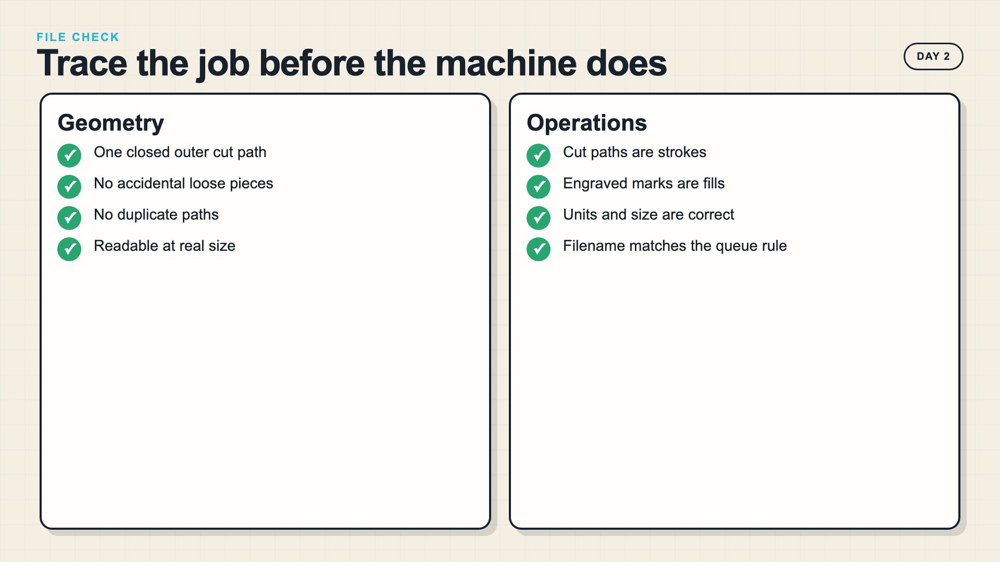 FILE CHECK
Trace the job before the machine does
DAY 2
Geometry
One closed outer cut path
No accidental loose pieces
No duplicate paths
Readable at real size
Operations
Cut paths are strokes
Engraved marks are fills
Units and size are correct
Filename matches the queue rule